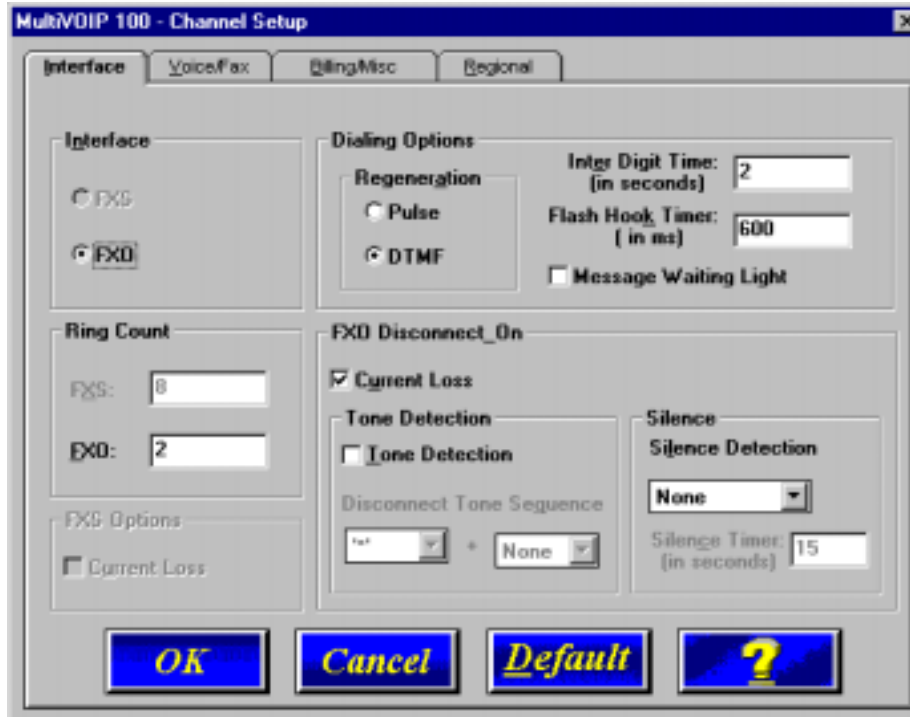 MultiVOIP 100 - Channel Setup
Interface
Voice/Fax
Billing/Misc
Regional
Interface
FXS
FXO
Dialing Options
Regeneration
Pulse
DTMF
Inter Digit Time:
(in seconds)
2
Flash Hook Timer:
( in ms)
600
Message Waiting Light
Ring Count
FXS:
8
FXO:
2
FXS Options
Current Loss
FXO Disconnect_On
Current Loss
Tone Detection
Tone Detection
Disconnect Tone Sequence
'*'
+
None
Silence
Silence Detection
None
Silence Timer:
(in seconds)
15
OK
Cancel
Default
?